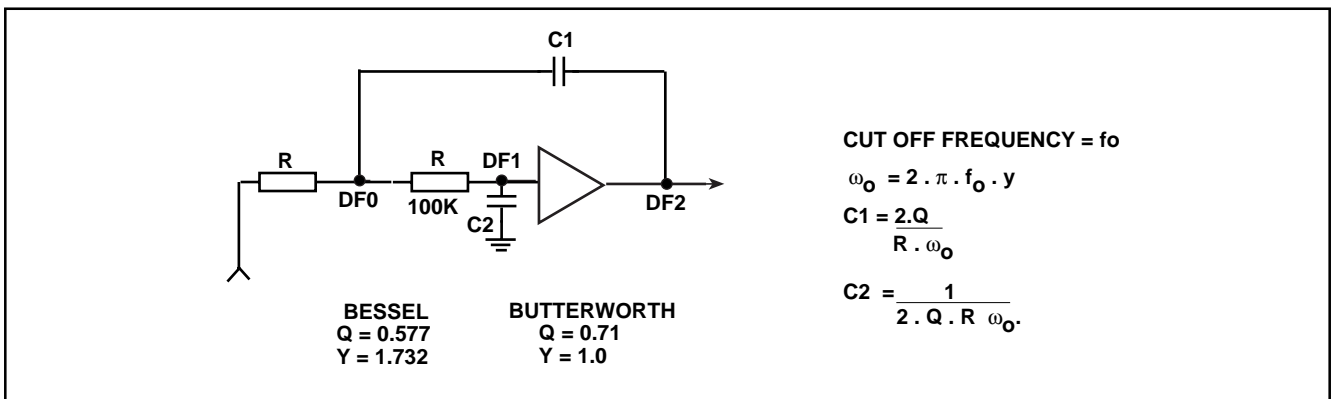 C1
R
R
DF1
DF0
100K
DF2
C2
BESSEL
Q = 0.577
Y = 1.732
BUTTERWORTH
Q = 0.71
Y = 1.0
CUT OFF FREQUENCY = fo
ωo = 2 . π . fo . y
C1 = 2.Q
R . ωo
C2 = 1
2 . Q . R ωo.